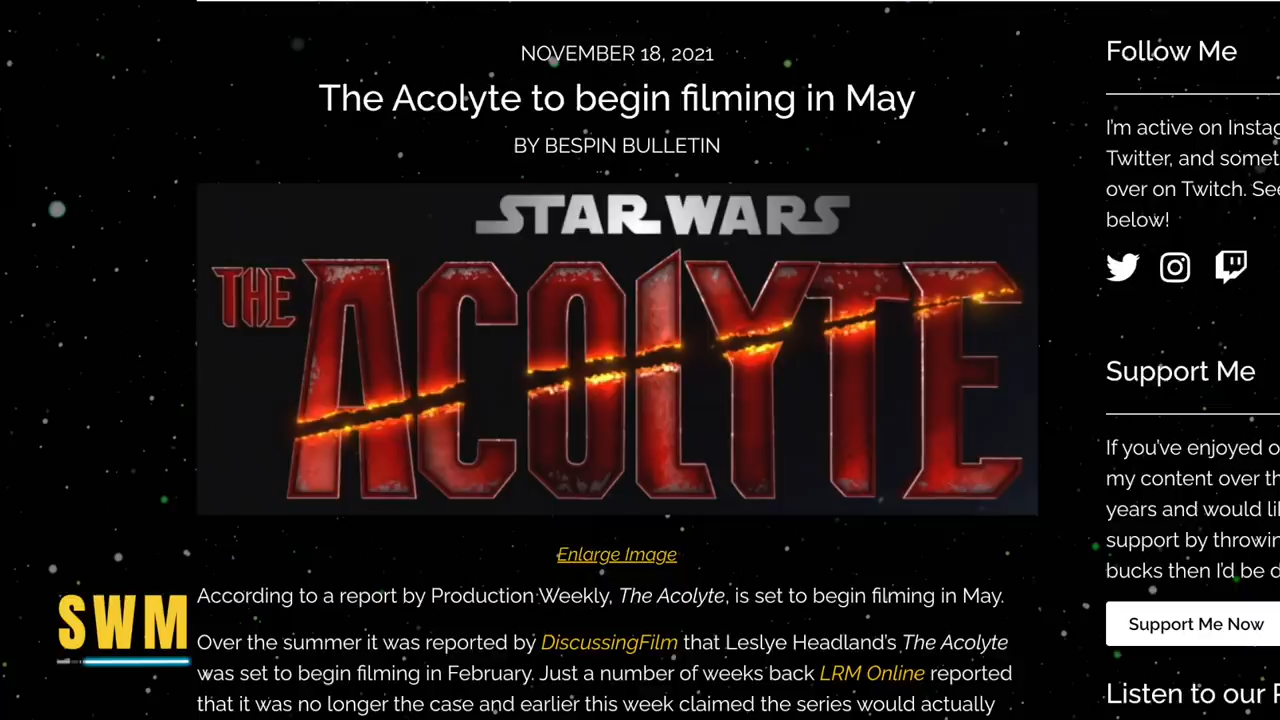 NOVEMBER 18, 2021
The Acolyte to begin filming in May
BY BESPIN BULLETIN
STAR WARS
THE ACOLYTE
Enlarge Image
According to a report by Production Weekly, The Acolyte, is set to begin filming in May.
Over the summer it was reported by DiscussingFilm that Leslye Headland's The Acolyte
was set to begin filming in February. Just a number of weeks back LRM Online reported
that it was no longer the case and earlier this week claimed the series would actually
SWM
Follow Me
I'm active on Instag
Twitter, and somet
over on Twitch. See
below!
Support Me
If you've enjoyed o
my content over th
years and would lik
support by throwin
bucks then I'd be d
Support Me Now
Listen to our P